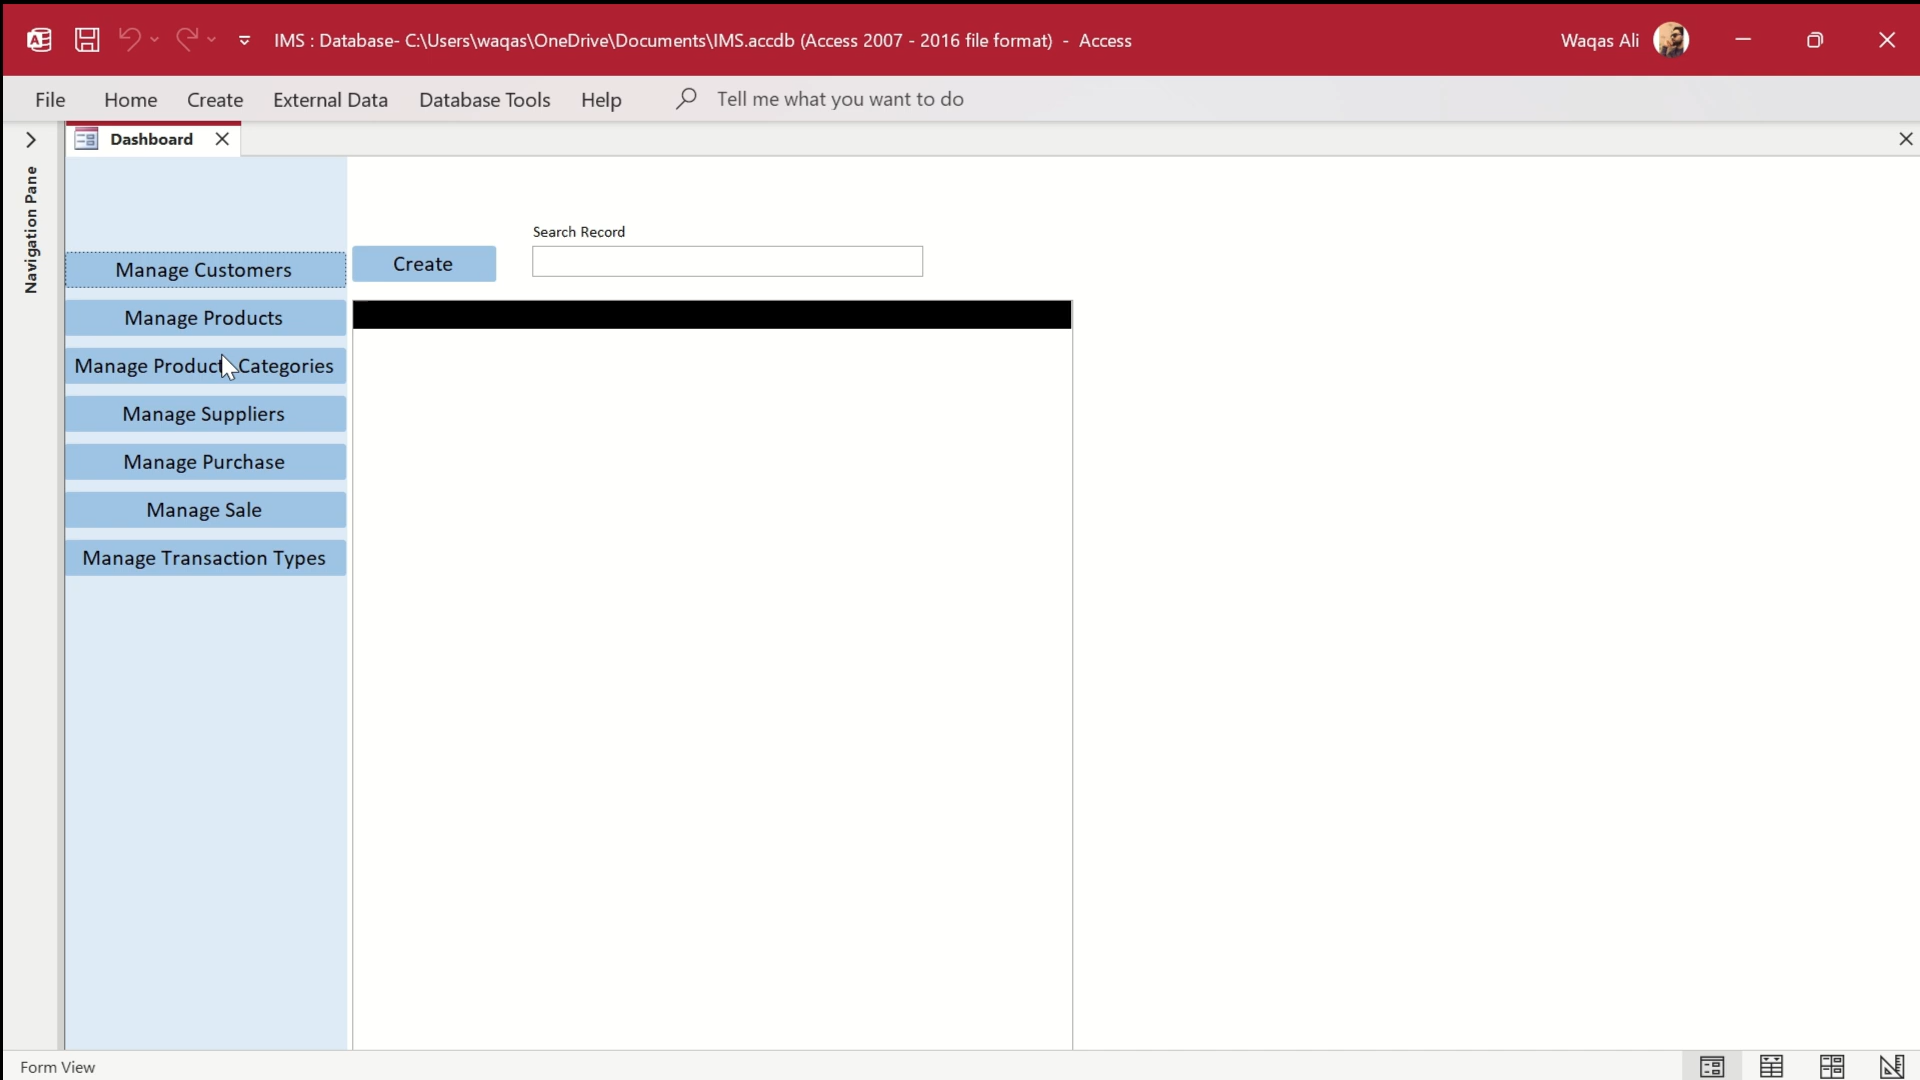 IMS : Database- C:\Users\waqas\OneDrive\Documents\IMS.accdb (Access 2007 - 2016 file format) - Access
Waqas Ali
File Home Create External Data Database Tools Help Tell me what you want to do
Dashboard
Navigation Pane
Search Record
Manage Customers
Create
Manage Products
Manage Product Categories
Manage Suppliers
Manage Purchase
Manage Sale
Manage Transaction Types
Form View